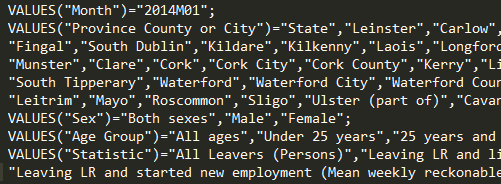 VALUES("Month")="2014M01";
VALUES("Province County or City")="State","Leinster","Carlow",
"Fingal","South Dublin","Kildare","Kilkenny","Laois","Longfor
"Munster","Clare","Cork","Cork City","Cork County","Kerry","Li
"South Tipperary","Waterford","Waterford City","Waterford Cou
"Leitrim","Mayo","Roscommon","Sligo","Ulster (part of)","Cavan
VALUES("Sex")="Both sexes","Male","Female";
VALUES("Age Group")="All ages","Under 25 years","25 years and
VALUES("Statistic")="All Leavers (Persons)","Leaving LR and li
"Leaving LR and started new employment (Mean weekly reckonable